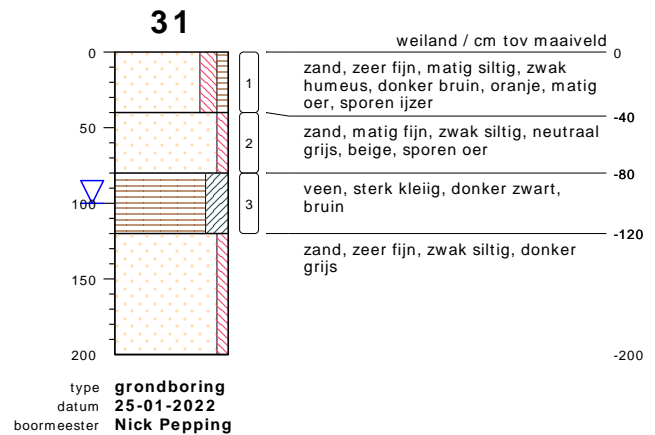 31
weiland / cm tov maaiveld
0
0
1
zand, zeer fijn, matig siltig, zwak
humeus, donker bruin, oranje, matig
oer, sporen ijzer
-40
50
2
zand, matig fijn, zwak siltig, neutraal
grijs, beige, sporen oer
-80
100
3
veen, sterk kleiig, donker zwart,
bruin
-120
zand, zeer fijn, zwak siltig, donker
grijs
150
200
-200
type grondboring
datum 25-01-2022
boormeester Nick Pepping